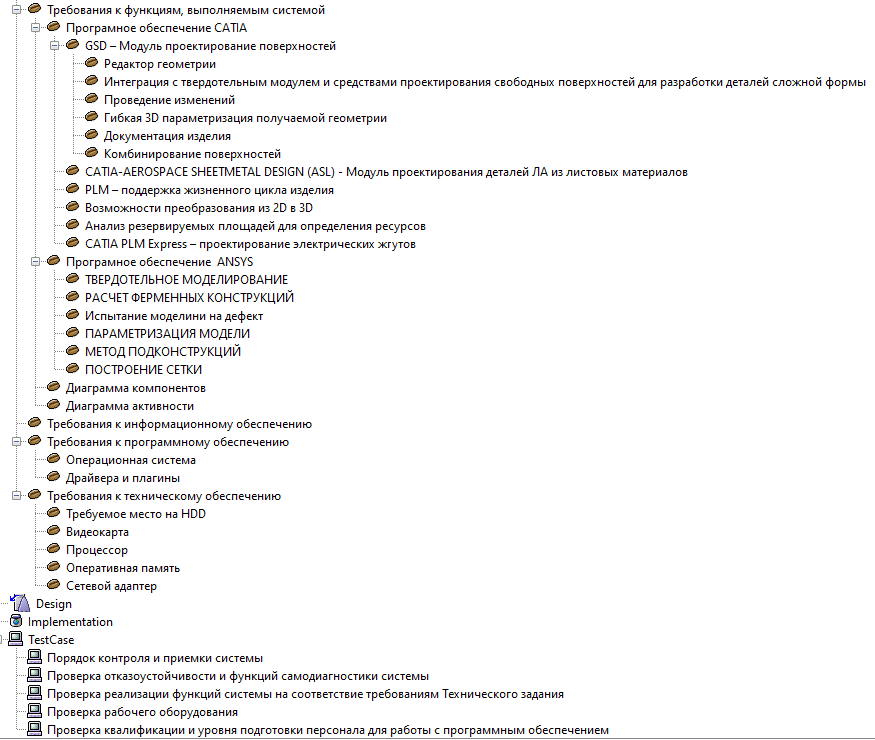 Требования к функциям, выполняемым системой
Програмное обеспечение CATIA
GSD – Модуль проектирование поверхностей
Редактор геометрии
Интеграция с твердотельным модулем и средствами проектирования свободных поверхностей для разработки деталей сложной формы
Проведение изменений
Гибкая 3D параметризация получаемой геометрии
Документация изделия
Комбинирование поверхностей
CATIA-AEROSPACE SHEETMETAL DESIGN (ASL) - Модуль проектирования деталей ЛА из листовых материалов
PLM – поддержка жизненного цикла изделия
Возможности преобразования из 2D в 3D
Анализ резервируемых площадей для определения ресурсов
CATIA PLM Express – проектирование электрических жгутов
Програмное обеспечение  ANSYS
ТВЕРДОТЕЛЬНОЕ МОДЕЛИРОВАНИЕ
РАСЧЕТ ФЕРМЕННЫХ КОНСТРУКЦИЙ
Испытание моделини на дефект
ПАРАМЕТРИЗАЦИЯ МОДЕЛИ
МЕТОД ПОДКОНСТРУКЦИЙ
ПОСТРОЕНИЕ СЕТКИ
Диаграмма компонентов
Диаграмма активности
Требования к информационному обеспечению
Требования к программному обеспечению
Операционная система
Драйвера и плагины
Требования к техническому обеспечению
Требуемое место на HDD
Видеокарта
Процессор
Оперативная память
Сетевой адаптер
Design
Implementation
TestCase
Порядок контроля и приемки системы
Проверка отказоустойчивости и функций самодиагностики системы
Проверка реализации функций системы на соответствие требованиям Технического задания
Проверка рабочего оборудования
Проверка квалификации и уровня подготовки персонала для работы с программным обеспечением